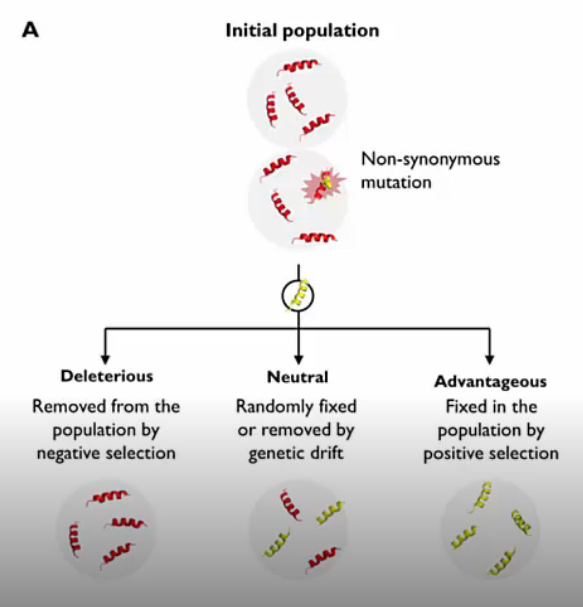 A
Initial population
Non-synonymous
mutation
Deleterious
Removed from the
population by
negative selection
Neutral
Randomly fixed
or removed by
genetic drift
Advantageous
Fixed in the
population by
positive selection